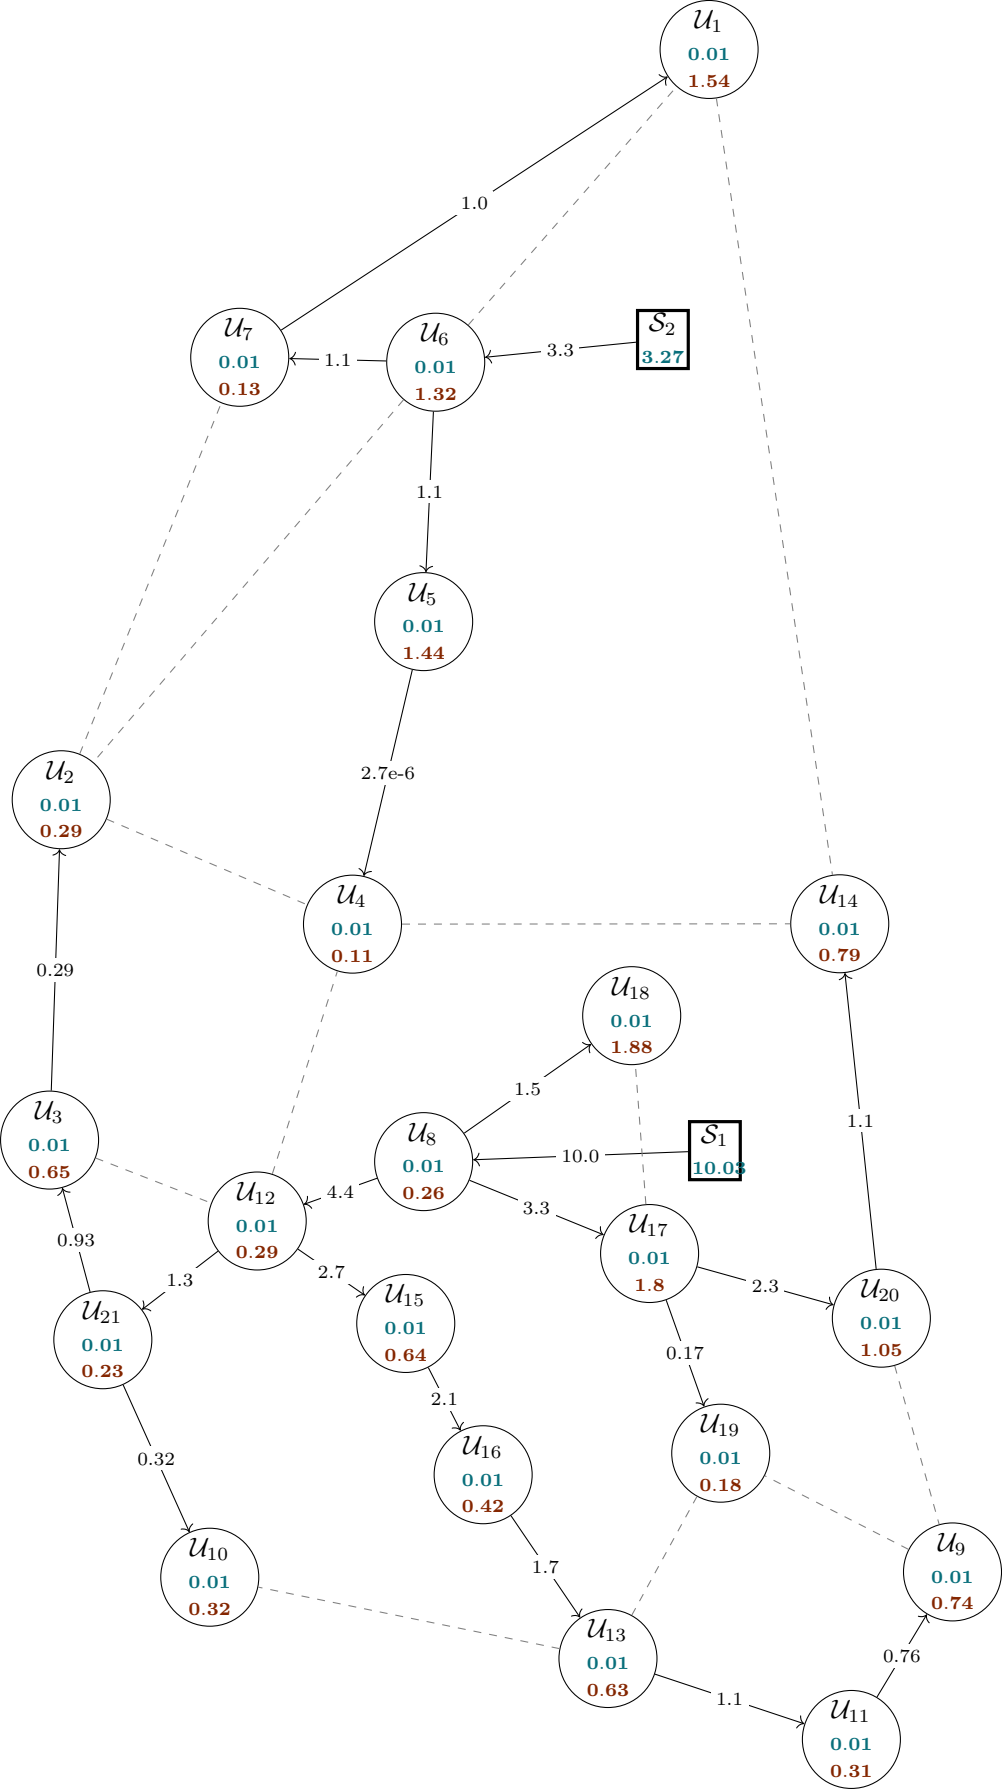 𝒰₁
0.01
1.54
1.0
𝒰₇
0.01
0.13
1.1
𝒰₆
0.01
1.32
3.3
𝒮₂
3.27
1.1
𝒰₅
0.01
1.44
2.7e-6
𝒰₂
0.01
0.29
𝒰₄
0.01
0.11
𝒰₁₄
0.01
0.79
0.29
𝒰₁₈
0.01
1.88
1.5
𝒰₃
0.01
0.65
𝒰₈
0.01
0.26
10.0
𝒮₁
10.03
1.1
4.4
3.3
𝒰₁₂
0.01
0.29
𝒰₁₇
0.01
1.8
0.93
1.3
2.7
2.3
𝒰₂₁
0.01
0.23
𝒰₁₅
0.01
0.64
𝒰₂₀
0.01
1.05
0.17
2.1
0.32
𝒰₁₆
0.01
0.42
𝒰₁₉
0.01
0.18
𝒰₁₀
0.01
0.32
1.7
𝒰₉
0.01
0.74
𝒰₁₃
0.01
0.63
0.76
1.1
𝒰₁₁
0.01
0.31